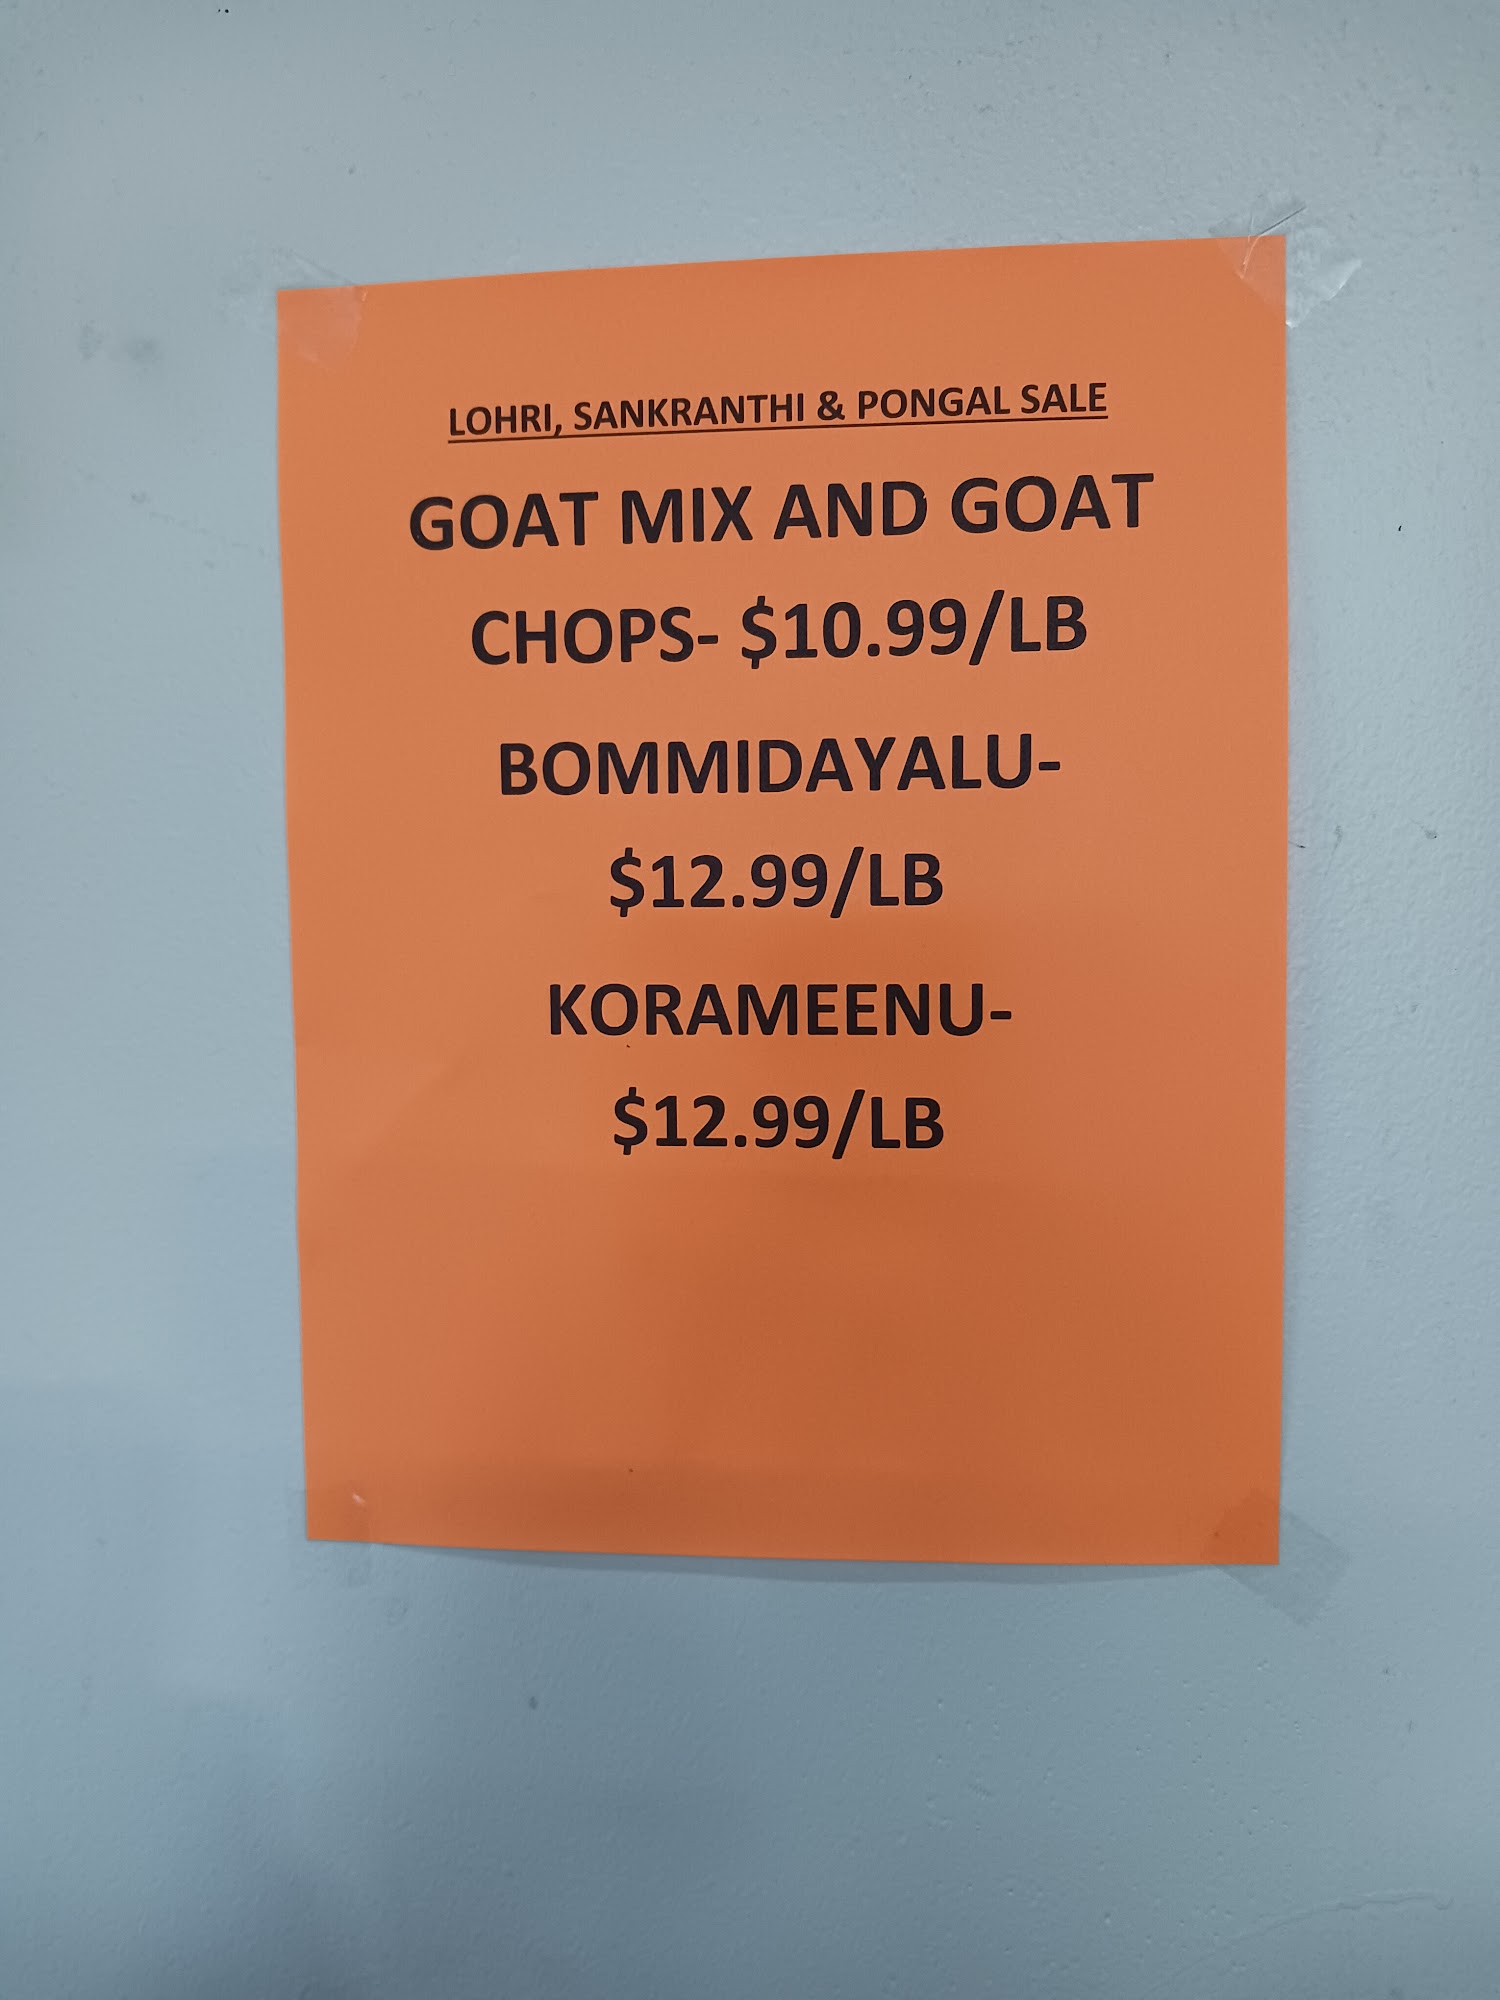 LOHRI, SANKRANTHI & PONGAL SALE
GOAT MIX AND GOAT
CHOPS- $10.99/LB
BOMMIDAYALU-
$12.99/LB
KORAMEENU-
$12.99/LB